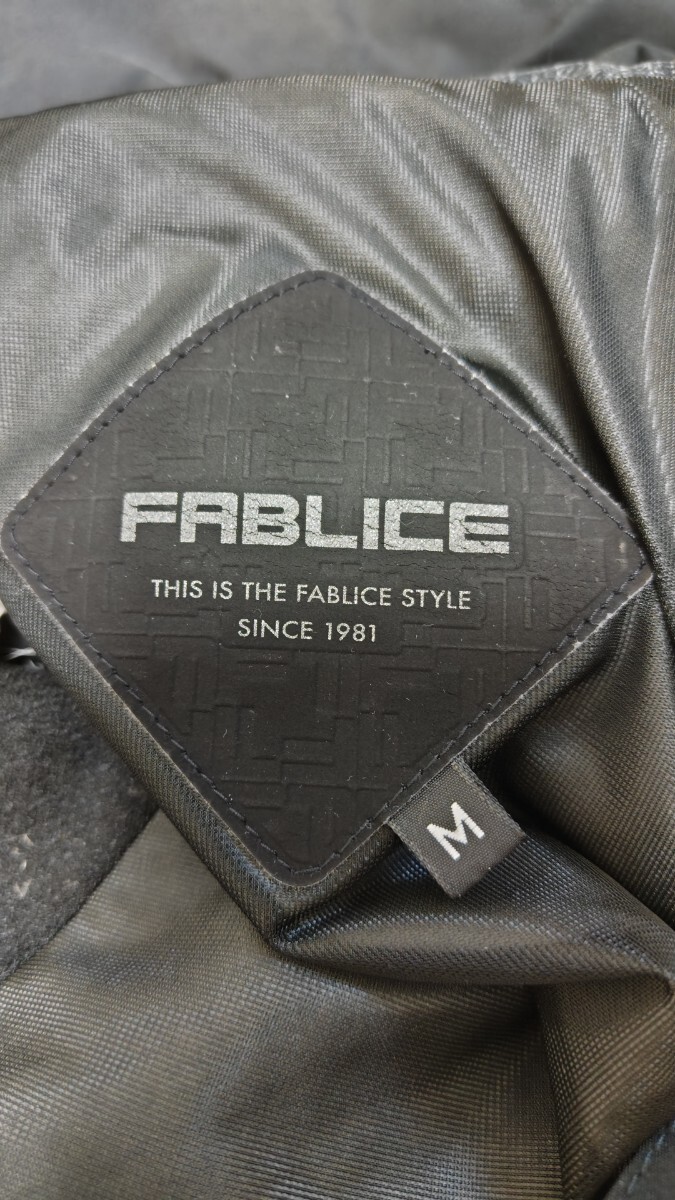 FABLICE
THIS IS THE FABLICE STYLE
SINCE 1981
M